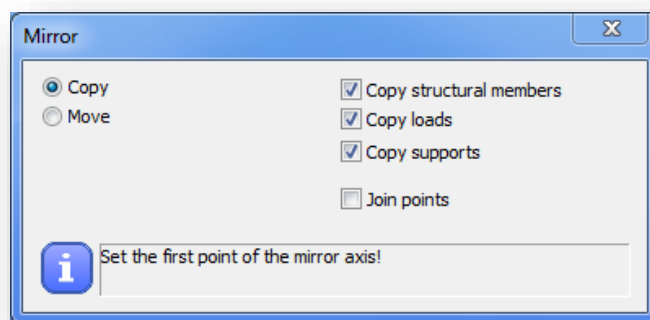 Mirror
Copy
Move
Copy structural members
Copy loads
Copy supports
Join points
Set the first point of the mirror axis!